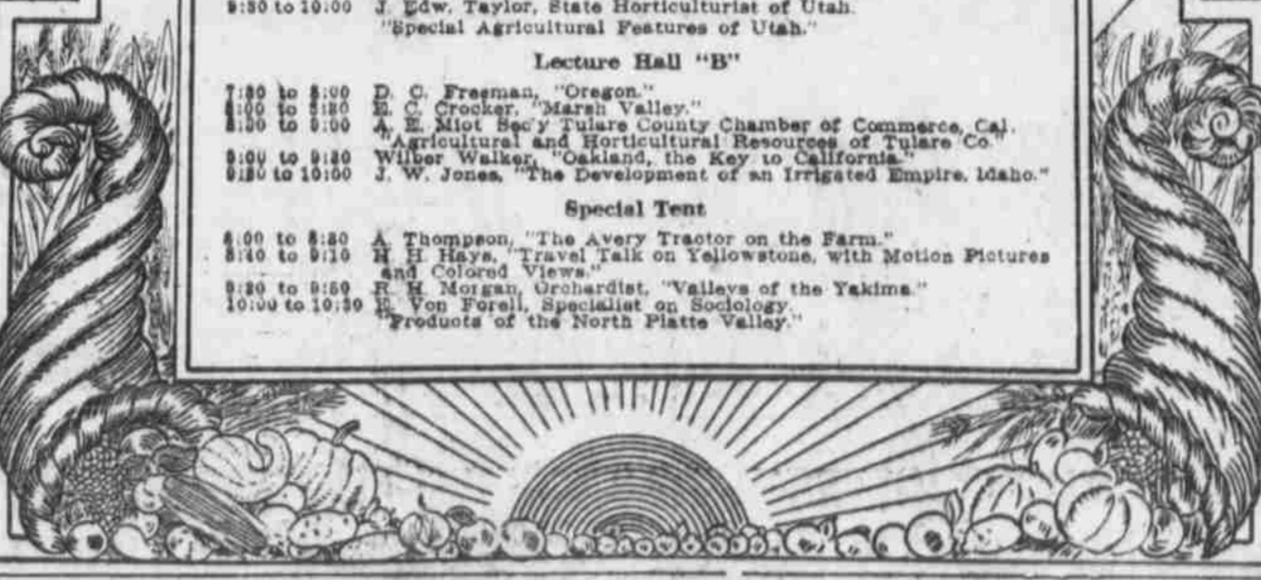 9:30 to 10:00 J. Edw. Taylor, State Horticulturist of Utah.
"Special Agricultural Features of Utah."
Lecture Hall "B"
7:30 to 8:00 D. C. Freeman, "Oregon."
8:00 to 8:30 E. C. Crocker, "Marsh Valley."
8:30 to 9:00 A. E. Miot Sec'y Tulare County Chamber of Commerce, Cal.
"Agricultural and Horticultural Resources of Tulare Co."
9:00 to 9:30 Wilber Walker, "Oakland, the Key to California."
9:30 to 10:00 J. W. Jones, "The Development of an Irrigated Empire, Idaho."
Special Tent
8:00 to 8:30 A. Thompson, "The Avery Tractor on the Farm."
8:40 to 9:10 H. H. Hays, "Travel Talk on Yellowstone, with Motion Pictures
and Colored Views."
9:20 to 9:50 R. H. Morgan, Orchardist, "Valleys of the Yakima."
10:00 to 10:30 E. Von Forell, Specialist on Sociology.
"Products of the North Platte Valley."